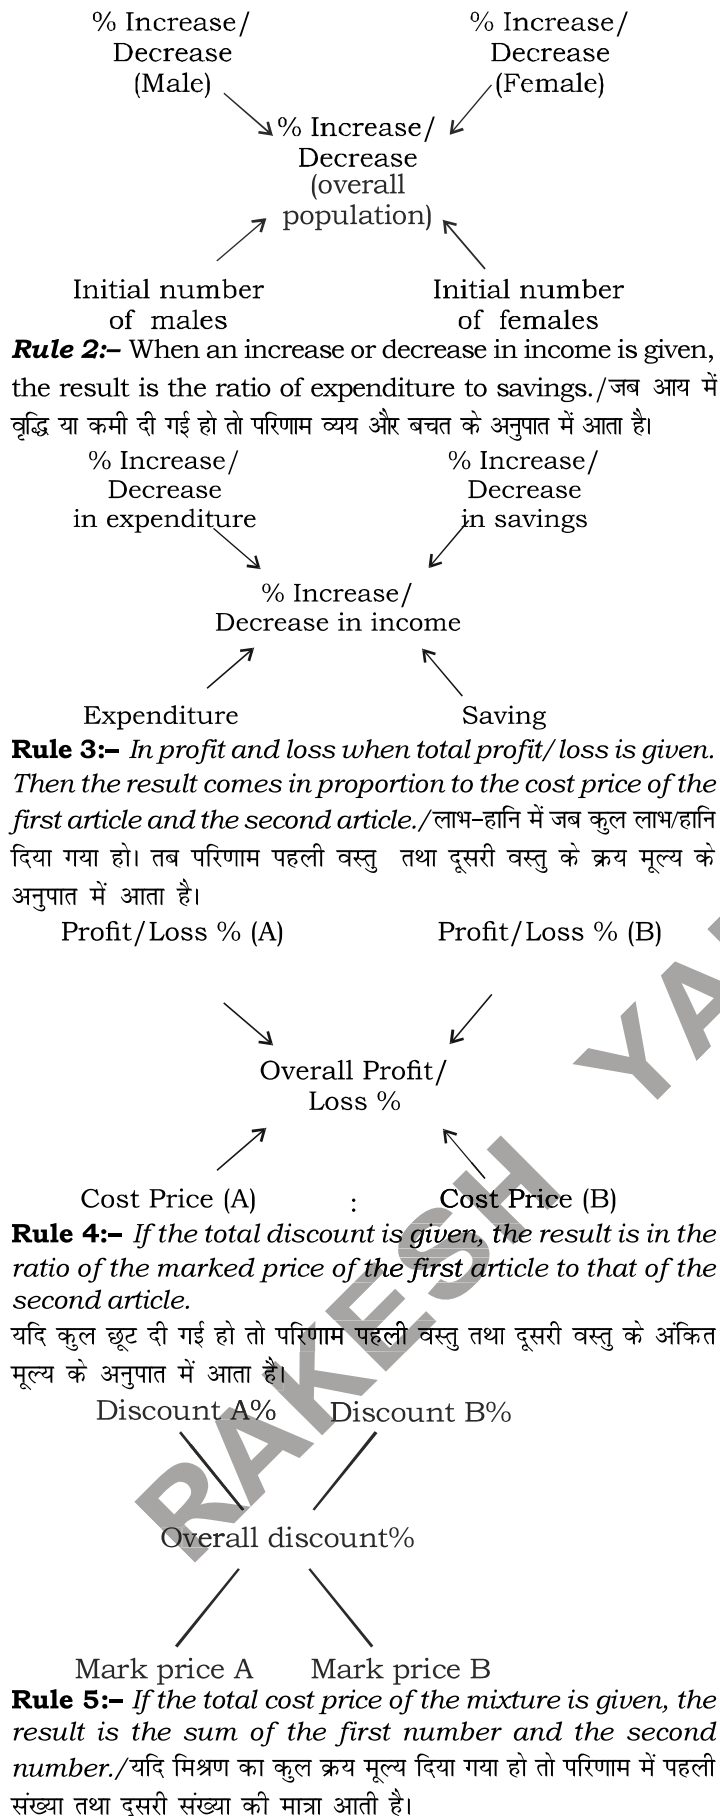 % Increase/ % Increase/
Decrease Decrease
(Male) (Female)
% Increase/
Decrease
(overall
population)
Initial number Initial number
of males of females
Rule 2:– When an increase or decrease in income is given,
the result is the ratio of expenditure to savings./जब आय में
वृद्धि या कमी दी गई हो तो परिणाम व्यय और बचत के अनुपात में आता है।
% Increase/ % Increase/
Decrease Decrease
in expenditure in savings
% Increase/
Decrease in income
Expenditure Saving
Rule 3:– In profit and loss when total profit/loss is given.
Then the result comes in proportion to the cost price of the
first article and the second article./लाभ–हानि में जब कुल लाभ/हानि
दिया गया हो। तब परिणाम पहली वस्तु तथा दूसरी वस्तु के क्रय मूल्य के
अनुपात में आता है।
Profit/Loss % (A) Profit/Loss % (B)
Overall Profit/
Loss %
Cost Price (A) : Cost Price (B)
Rule 4:– If the total discount is given, the result is in the
ratio of the marked price of the first article to that of the
second article.
यदि कुल छूट दी गई हो तो परिणाम पहली वस्तु तथा दूसरी वस्तु के अंकित
मूल्य के अनुपात में आता है।
Discount A% Discount B%
Overall discount%
Mark price A Mark price B
Rule 5:– If the total cost price of the mixture is given, the
result is the sum of the first number and the second
number./यदि मिश्रण का कुल क्रय मूल्य दिया गया हो तो परिणाम में पहली
संख्या तथा दूसरी संख्या की मात्रा आती है।
RAKESH